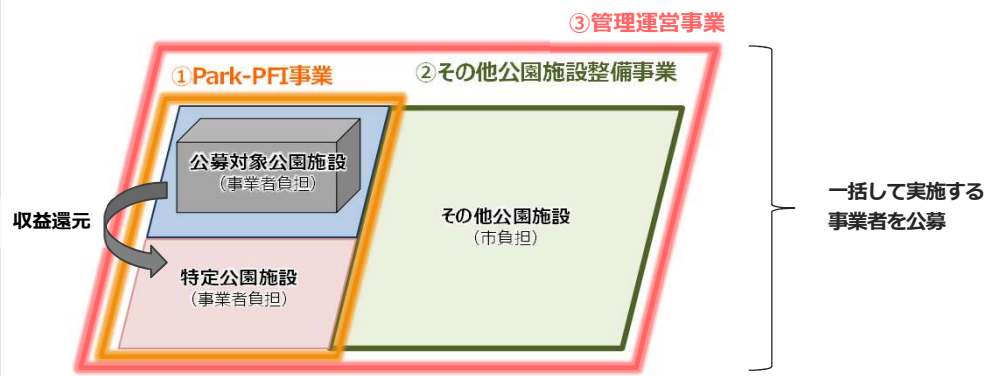 ③管理運営事業
①Park-PFI事業
②その他公園施設整備事業
公募対象公園施設
（事業者負担）
収益還元
特定公園施設
（事業者負担）
その他公園施設
（市負担）
一括して実施する
事業者を公募